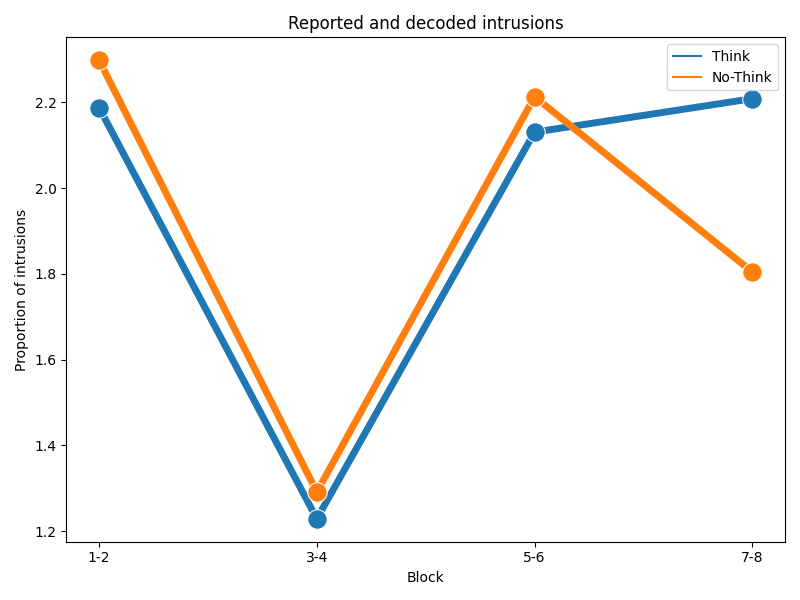 Reported and decoded intrusions
Think
No-Think
Proportion of intrusions
2.2
2.0
1.8
1.6
1.4
1.2
1-2 3-4 5-6 7-8
Block